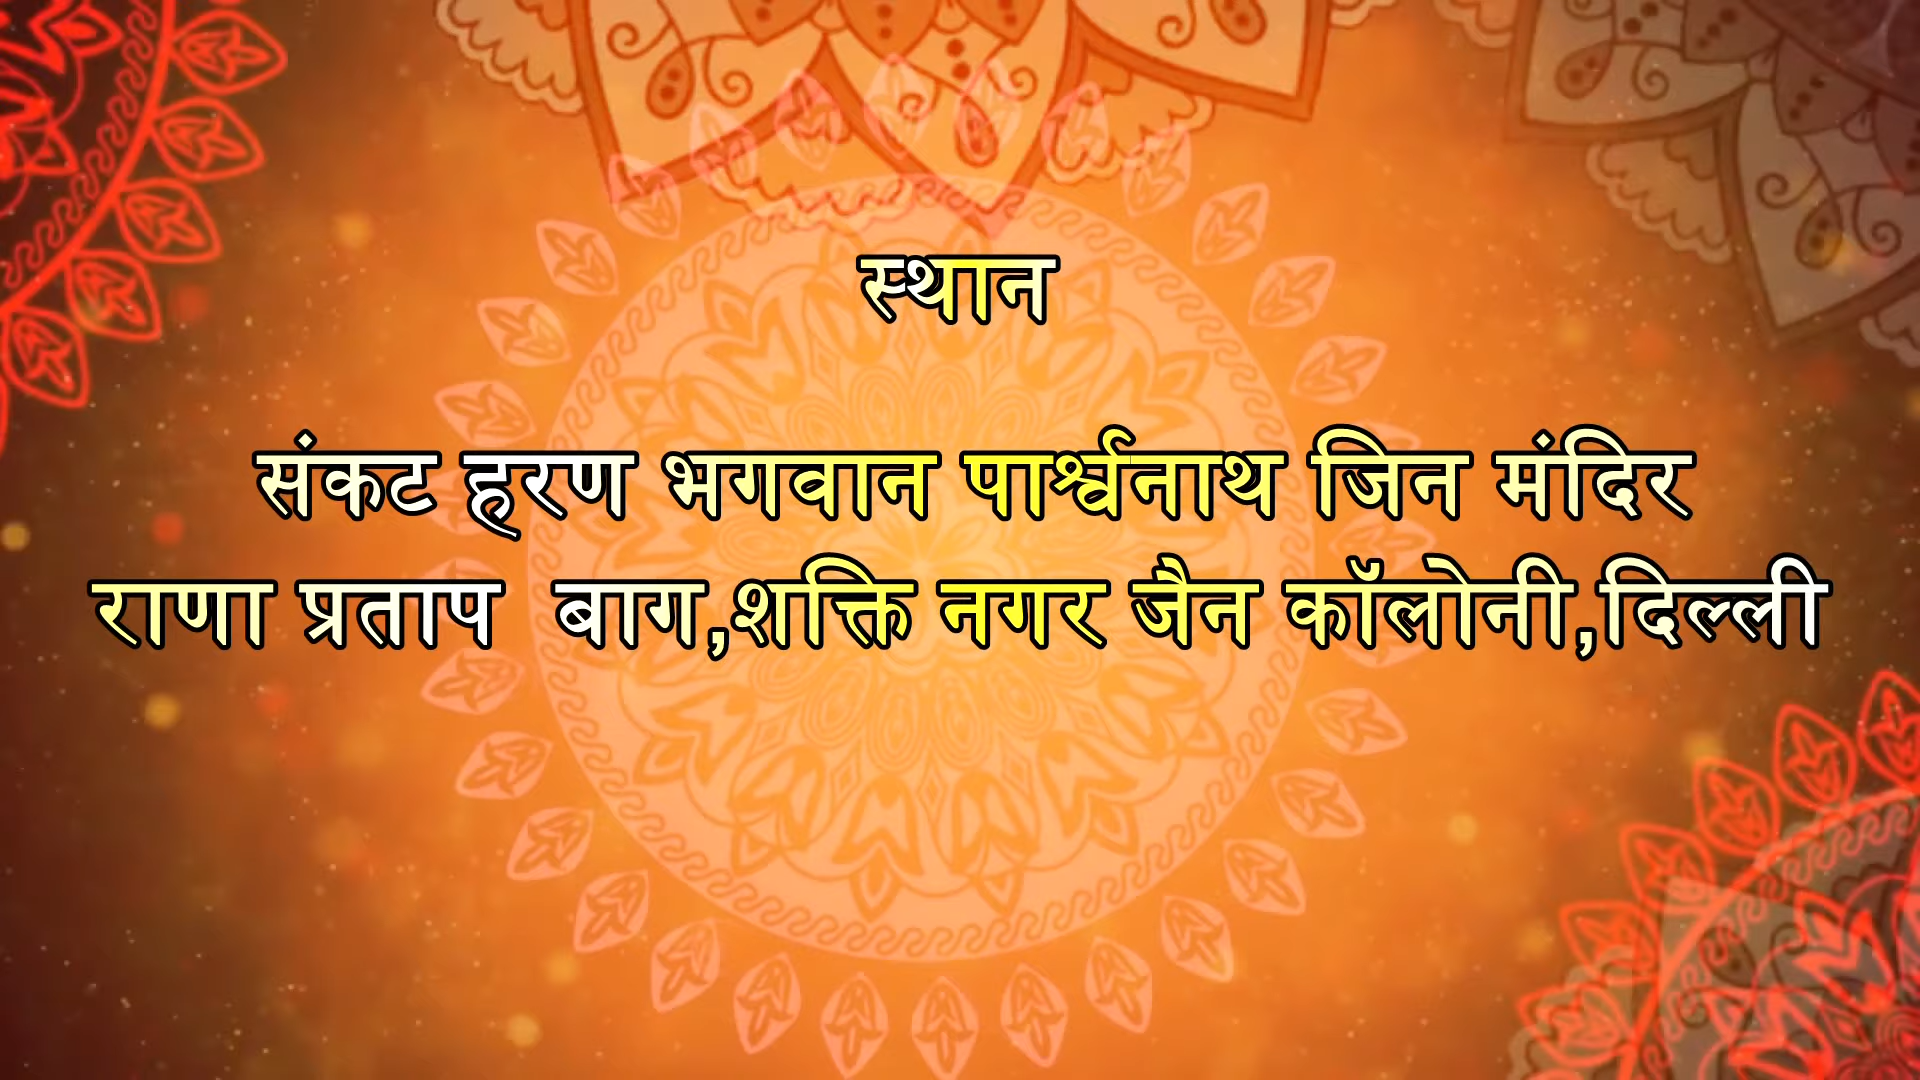 स्थान
संकट हरण भगवान पार्श्वनाथ जिन मंदिर
राणा प्रताप  बाग,शक्ति नगर जैन कॉलोनी,दिल्ली